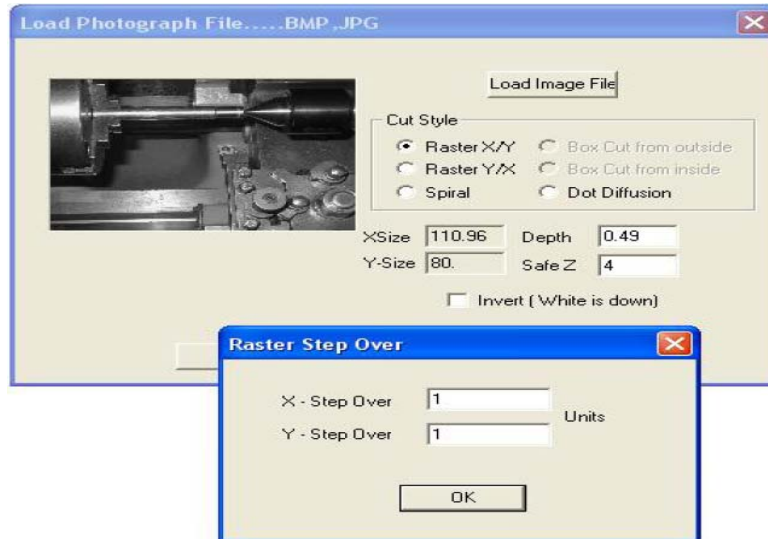 Load Photograph File.....BMP,JPG
Load Image File
Cut Style
Raster X/Y Box Cut from outside
Raster Y/X Box Cut from inside
Spiral Dot Diffusion
XSize 110.96 Depth 0.49
Y-Size 80. Safe Z 4
Invert ( White is down)
Raster Step Over
X - Step Over 1
Units
Y - Step Over 1
OK